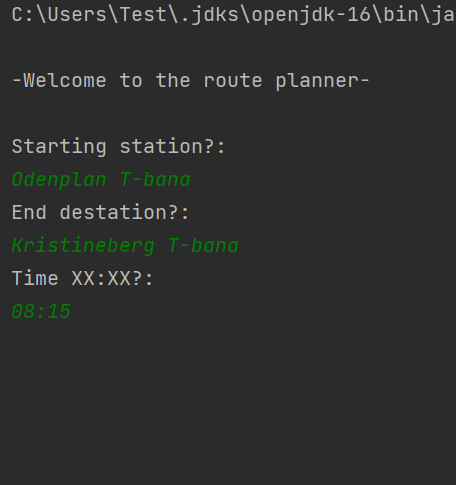 C:\Users\Test\.jdks\openjdk-16\bin\ja
-Welcome to the route planner-
Starting station?:
Odenplan T-bana
End destation?:
Kristineberg T-bana
Time XX:XX?:
08:15